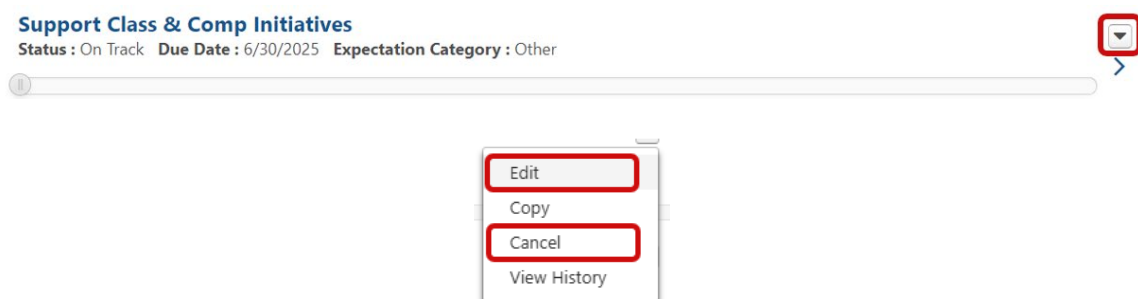 Support Class & Comp Initiatives
Status : On Track Due Date : 6/30/2025 Expectation Category : Other
Edit
Copy
Cancel
View History